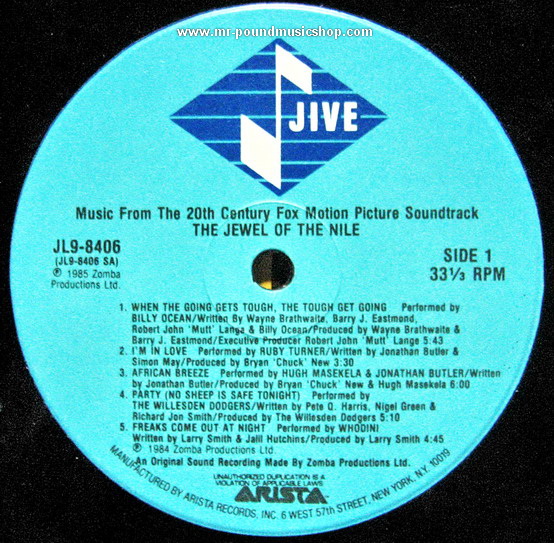 www.mr-poundmusicshop.com
JIVE
Music From The 20th Century Fox Motion Picture Soundtrack
THE JEWEL OF THE NILE
JL9-8406
(JL9-8406 SA)
℗ 1985 Zomba
Productions Ltd.
SIDE 1
33⅓ RPM
1. WHEN THE GOING GETS TOUGH, THE TOUGH GET GOING Performed by
BILLY OCEAN/Written By Wayne Brathwaite, Barry J. Eastmond,
Robert John 'Mutt' Lange & Billy Ocean/Produced by Wayne Brathwaite &
Barry J. Eastmond/Executive Producer Robert John 'Mutt' Lange 5:43
2. I'M IN LOVE Performed by RUBY TURNER/Written by Jonathan Butler &
Simon May/Produced by Bryan 'Chuck' New 3:30
3. AFRICAN BREEZE Performed by HUGH MASEKELA & JONATHAN BUTLER/Written
by Jonathan Butler/Produced by Bryan 'Chuck' New & Hugh Masekela 6:00
4. PARTY (NO SHEEP IS SAFE TONIGHT) Performed by
THE WILLESDEN DODGERS/Written by Pete Q. Harris, Nigel Green &
Richard Jon Smith/Produced by The Willesden Dodgers 5:10
5. FREAKS COME OUT AT NIGHT Performed by WHODINI
Written by Larry Smith & Jalil Hutchins/Produced by Larry Smith 4:45
℗ 1984 Zomba Productions Ltd.
An Original Sound Recording Made By Zomba Productions Ltd.
UNAUTHORIZED DUPLICATION IS A
VIOLATION OF APPLICABLE LAWS
ARISTA
MANUFACTURED BY ARISTA RECORDS, INC. 6 WEST 57th STREET, NEW YORK, N.Y. 10019